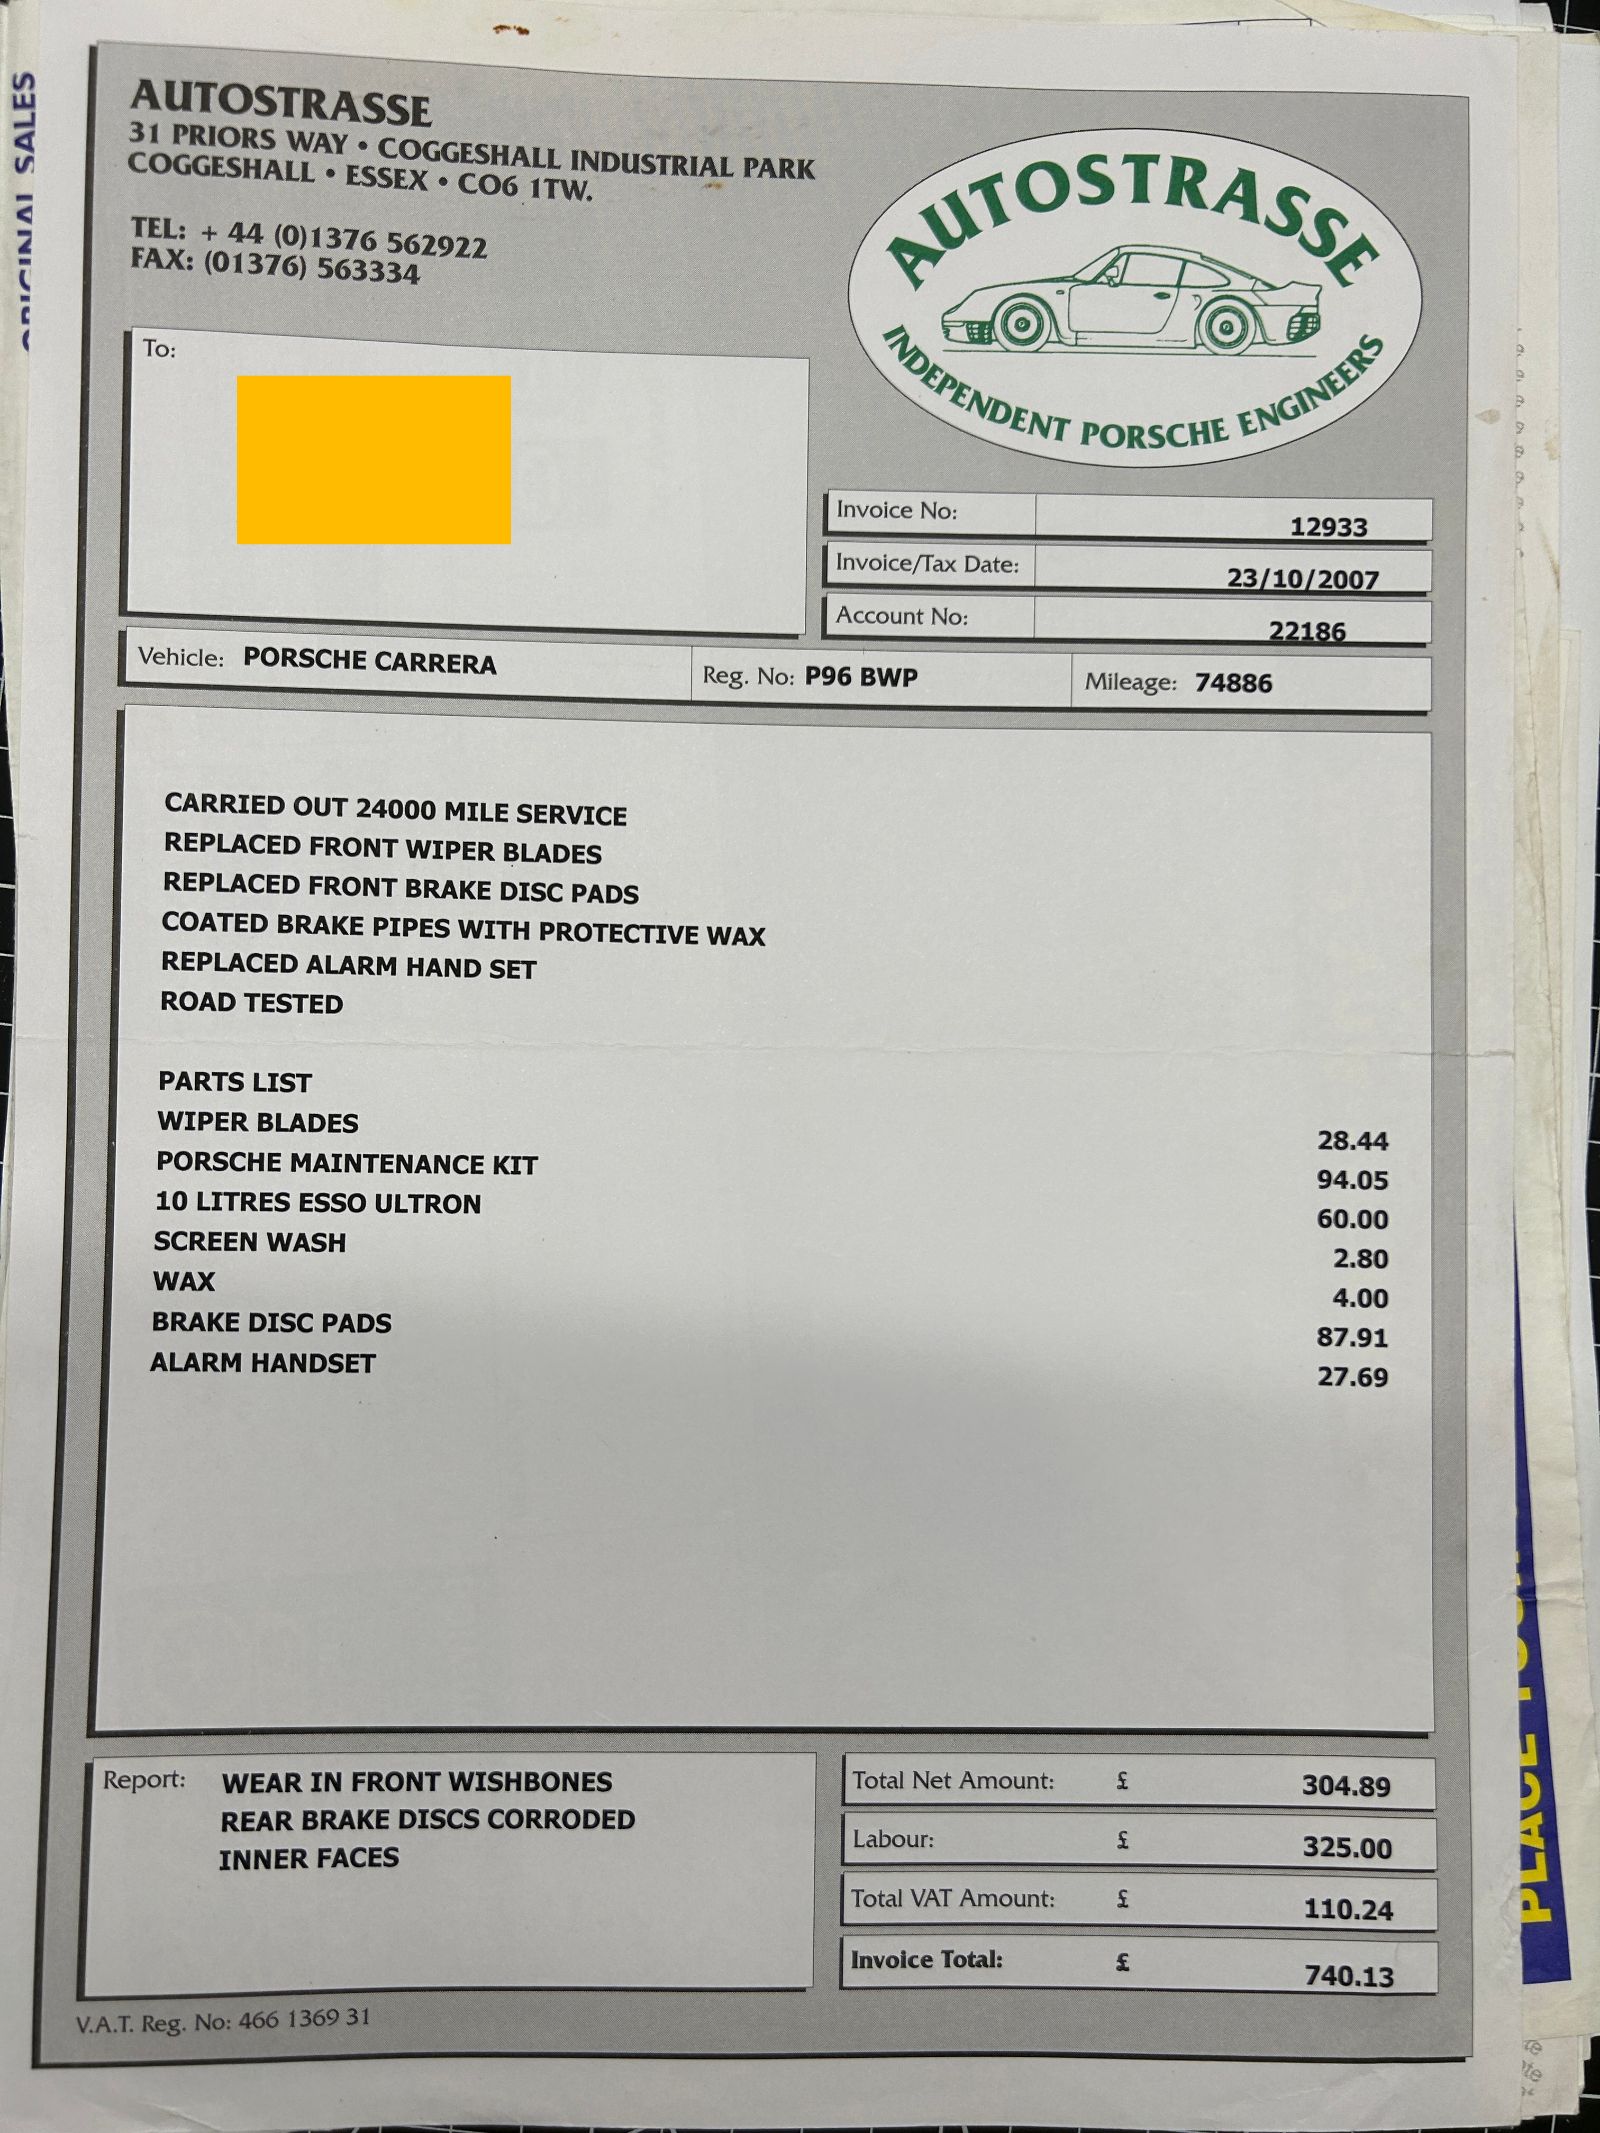 AUTOSTRASSE
31 PRIORS WAY • COGGESHALL INDUSTRIAL PARK
COGGESHALL • ESSEX • CO6 1TW.
TEL: + 44 (0)1376 562922
FAX: (01376) 563334
AUTOSTRASSE
INDEPENDENT PORSCHE ENGINEERS
To:
Invoice No: 12933
Invoice/Tax Date: 23/10/2007
Account No: 22186
Vehicle: PORSCHE CARRERA Reg. No: P96 BWP Mileage: 74886
CARRIED OUT 24000 MILE SERVICE
REPLACED FRONT WIPER BLADES
REPLACED FRONT BRAKE DISC PADS
COATED BRAKE PIPES WITH PROTECTIVE WAX
REPLACED ALARM HAND SET
ROAD TESTED
PARTS LIST
WIPER BLADES 28.44
PORSCHE MAINTENANCE KIT 94.05
10 LITRES ESSO ULTRON 60.00
SCREEN WASH 2.80
WAX 4.00
BRAKE DISC PADS 87.91
ALARM HANDSET 27.69
Report: WEAR IN FRONT WISHBONES
REAR BRAKE DISCS CORRODED
INNER FACES
Total Net Amount: £ 304.89
Labour: £ 325.00
Total VAT Amount: £ 110.24
Invoice Total: £ 740.13
V.A.T. Reg. No: 466 1369 31
ORIGINAL SALES
PLACE